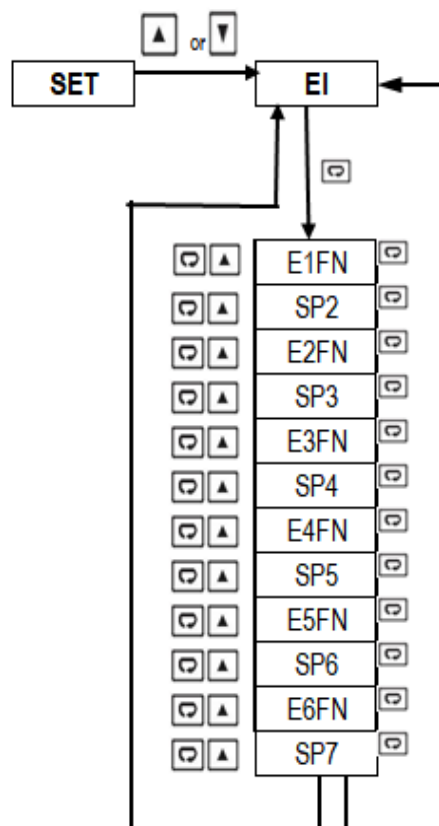 or
SET
EI
E1FN
SP2
E2FN
SP3
E3FN
SP4
E4FN
SP5
E5FN
SP6
E6FN
SP7